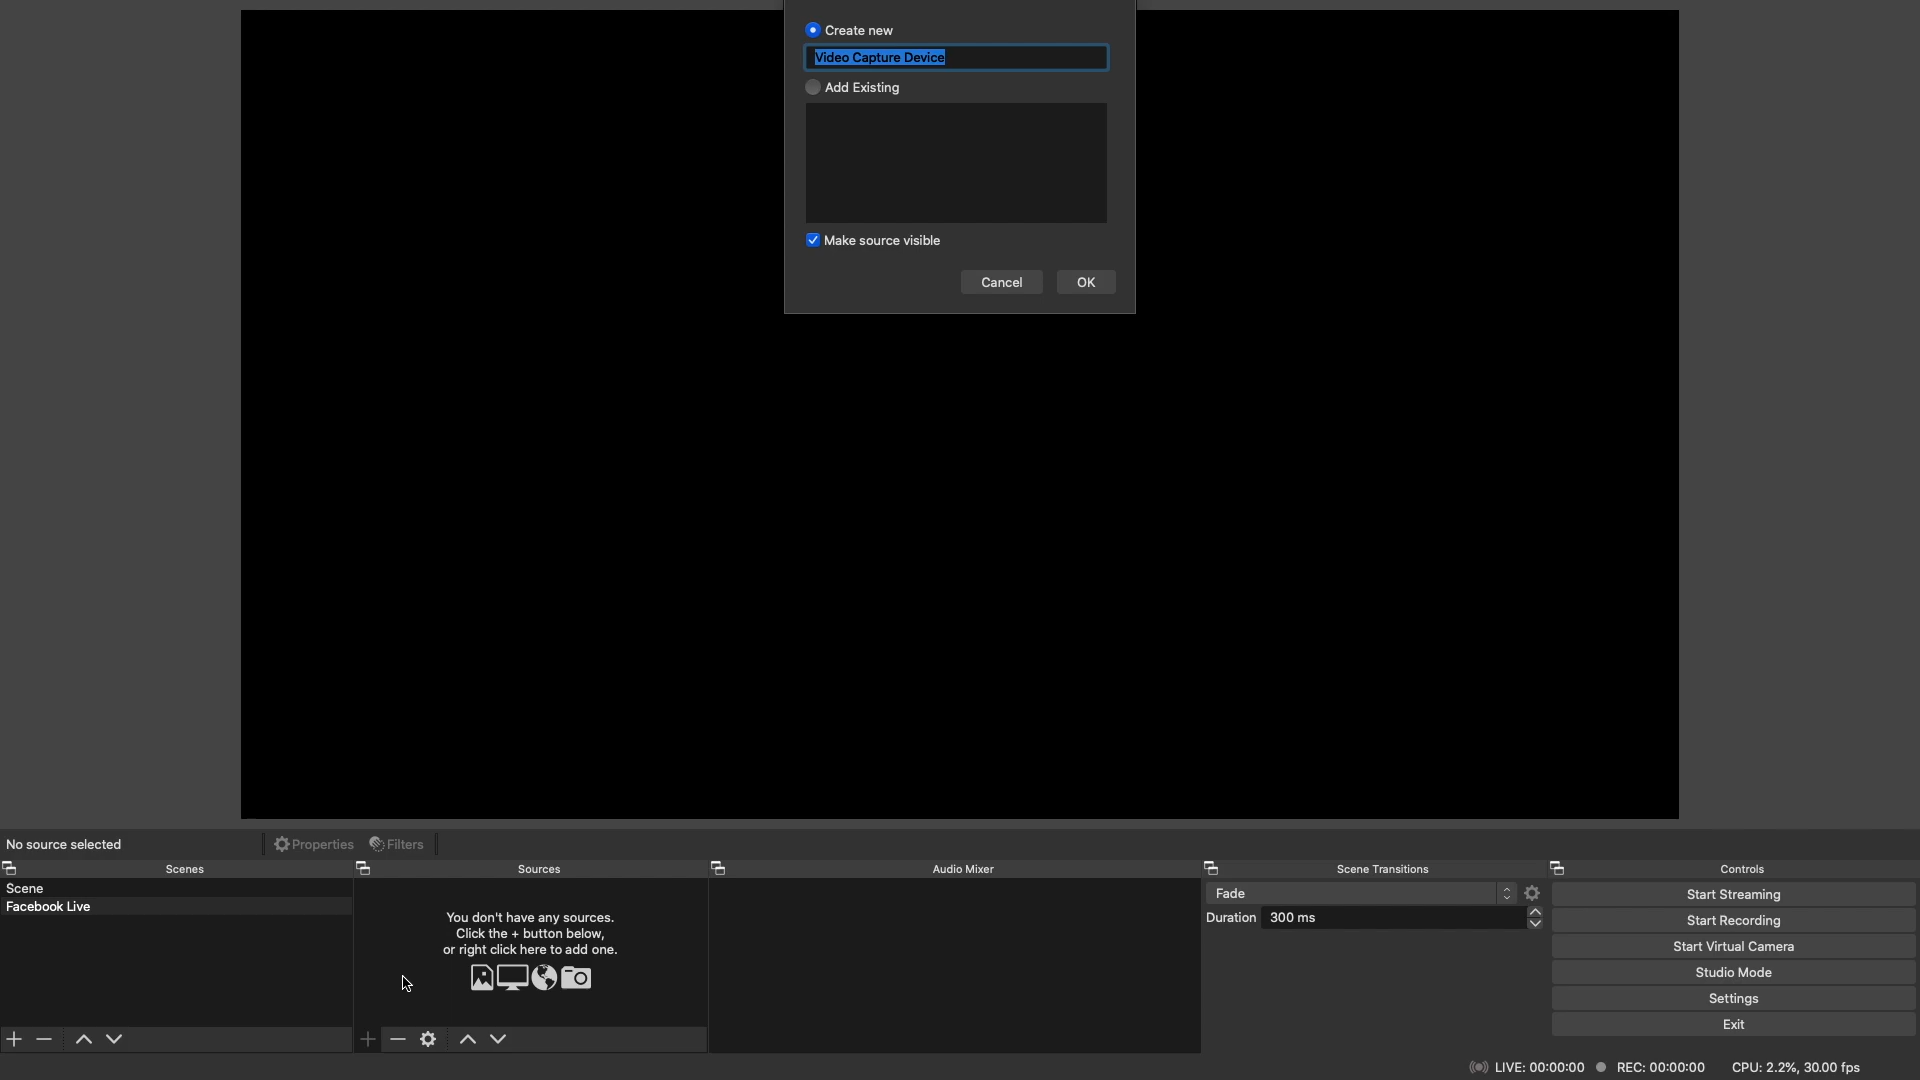 Create new
Video Capture Device
Add Existing
Make source visible
Cancel OK
No source selected Properties Filters
Scenes Sources Audio Mixer Scene Transitions Controls
Scene
Facebook Live
You don't have any sources.
Click the + button below,
or right click here to add one.
Fade
Duration 300 ms
Start Streaming
Start Recording
Start Virtual Camera
Studio Mode
Settings
Exit
LIVE: 00:00:00 REC: 00:00:00 CPU: 2.2%, 30.00 fps